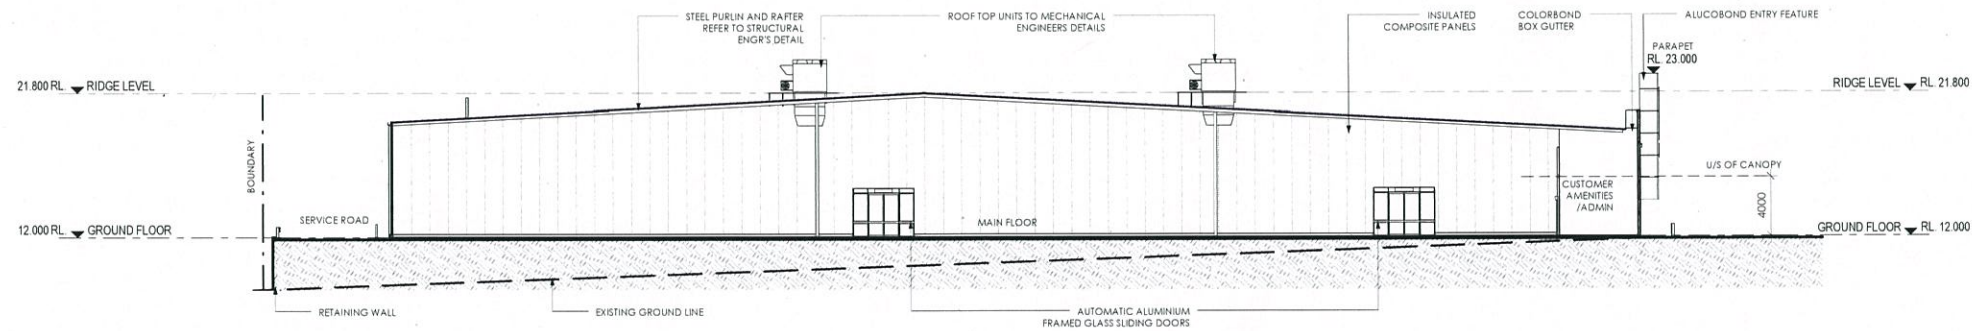 STEEL PURLIN AND RAFTER
REFER TO STRUCTURAL
ENGR'S DETAIL
ROOF TOP UNITS TO MECHANICAL
ENGINEERS DETAILS
INSULATED
COMPOSITE PANELS
COLORBOND
BOX GUTTER
ALUCOBOND ENTRY FEATURE
PARAPET
RL. 23.000
21.800 RL. RIDGE LEVEL
RIDGE LEVEL RL. 21.800
BOUNDARY
U/S OF CANOPY
CUSTOMER
AMENITIES
/ADMIN
4000
SERVICE ROAD
MAIN FLOOR
12.000 RL. GROUND FLOOR
GROUND FLOOR RL. 12.000
RETAINING WALL
EXISTING GROUND LINE
AUTOMATIC ALUMINIUM
FRAMED GLASS SLIDING DOORS